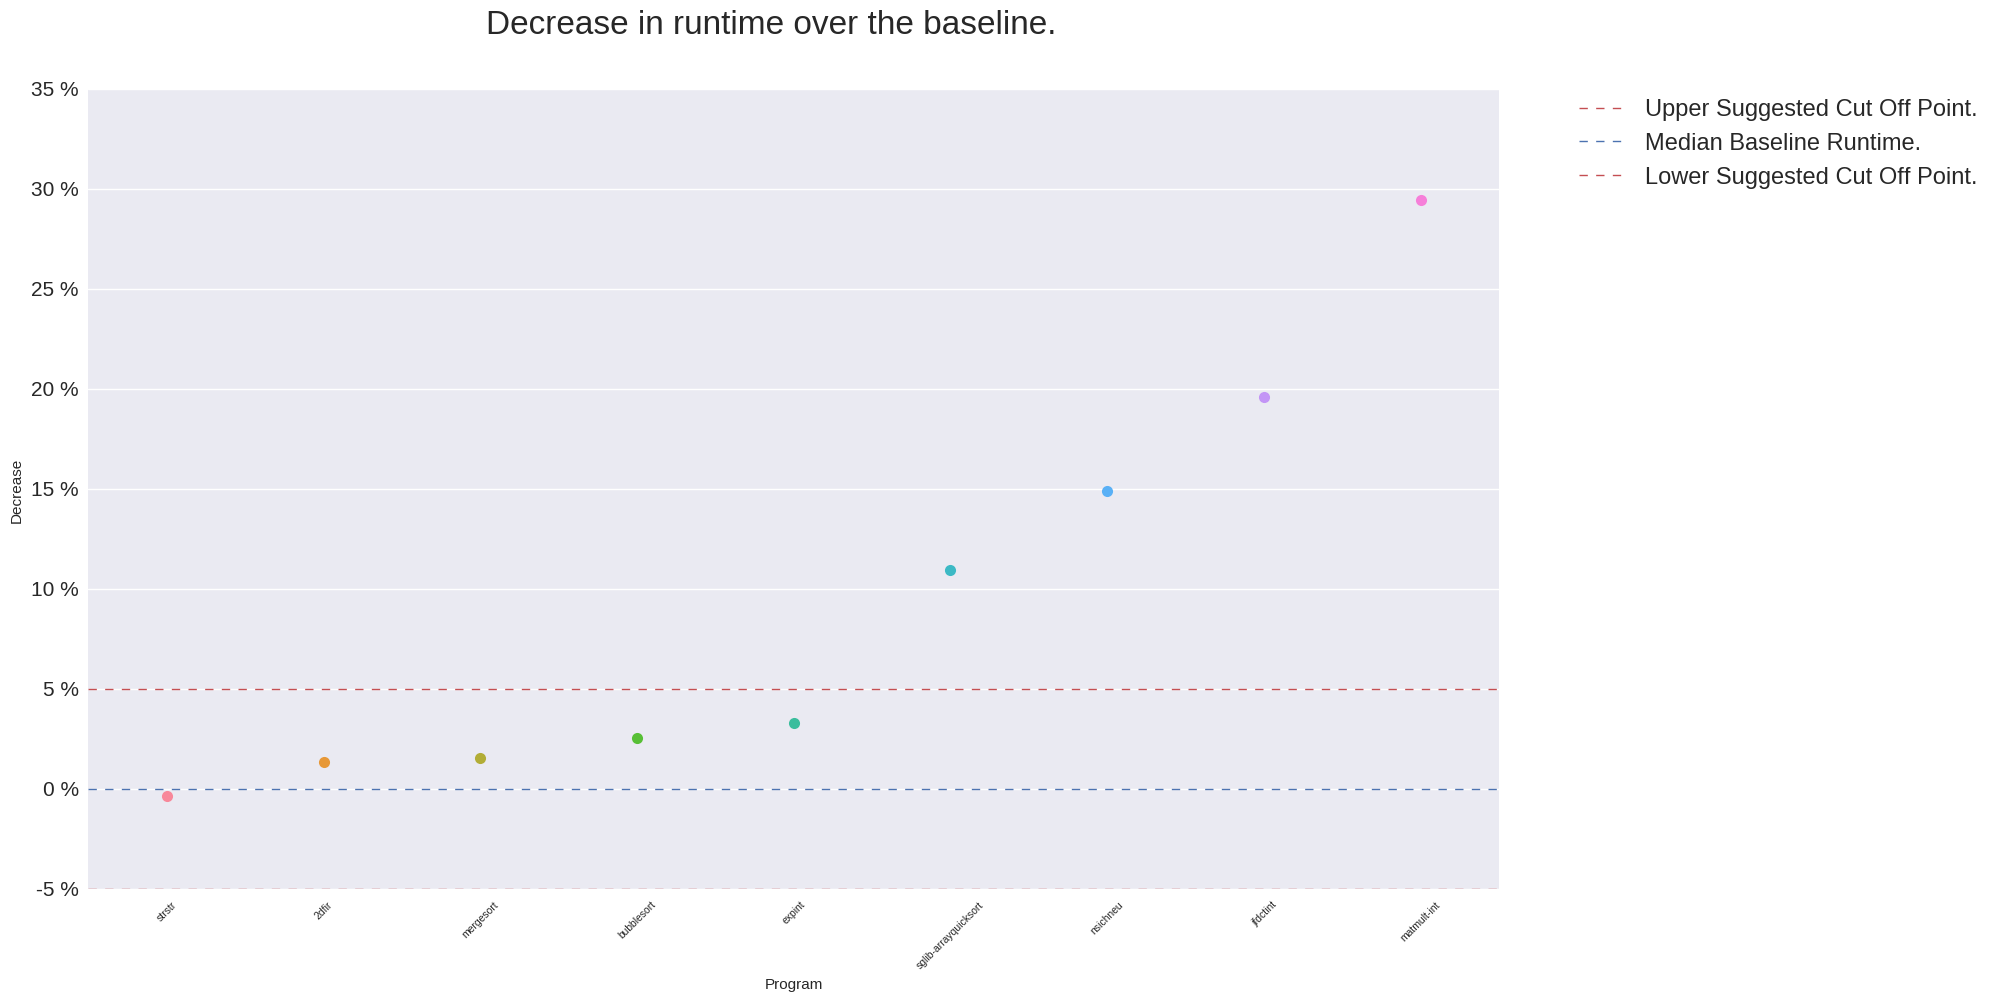 Decrease in runtime over the baseline.
35 %
30 %
25 %
20 %
15 %
10 %
5 %
0 %
-5 %
Decrease
strstr
2dfir
mergesort
bubblesort
expint
sglib-arrayquicksort
nsichneu
jfdctint
matmult-int
Program
Upper Suggested Cut Off Point.
Median Baseline Runtime.
Lower Suggested Cut Off Point.